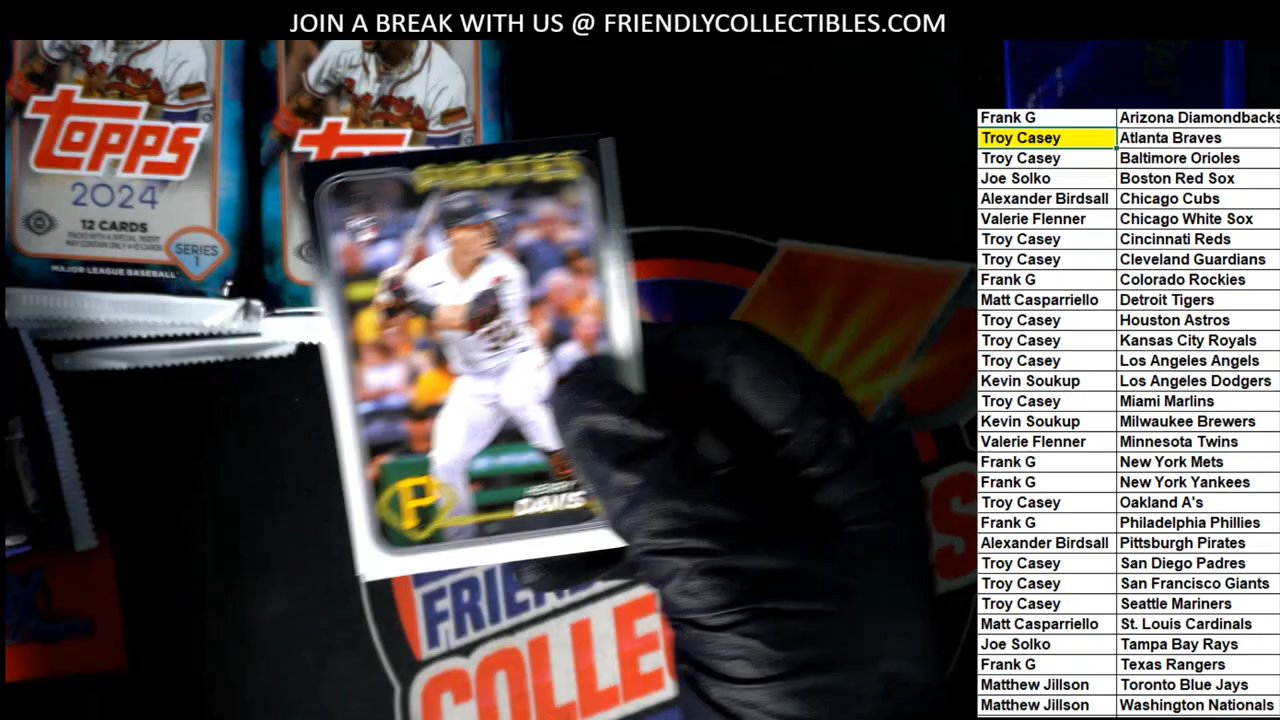 JOIN A BREAK WITH US @ FRIENDLYCOLLECTIBLES.COM
TOPPS
2024
12 CARDS
SERIES
1
MAJOR LEAGUE BASEBALL
TOPPS
PIRATES
P
HENRY
DAVIS
FRIE
COLLE
Frank G Arizona Diamondbacks
Troy Casey Atlanta Braves
Troy Casey Baltimore Orioles
Joe Solko Boston Red Sox
Alexander Birdsall Chicago Cubs
Valerie Flenner Chicago White Sox
Troy Casey Cincinnati Reds
Troy Casey Cleveland Guardians
Frank G Colorado Rockies
Matt Casparriello Detroit Tigers
Troy Casey Houston Astros
Troy Casey Kansas City Royals
Troy Casey Los Angeles Angels
Kevin Soukup Los Angeles Dodgers
Troy Casey Miami Marlins
Kevin Soukup Milwaukee Brewers
Valerie Flenner Minnesota Twins
Frank G New York Mets
Frank G New York Yankees
Troy Casey Oakland A's
Frank G Philadelphia Phillies
Alexander Birdsall Pittsburgh Pirates
Troy Casey San Diego Padres
Troy Casey San Francisco Giants
Troy Casey Seattle Mariners
Matt Casparriello St. Louis Cardinals
Joe Solko Tampa Bay Rays
Frank G Texas Rangers
Matthew Jillson Toronto Blue Jays
Matthew Jillson Washington Nationals